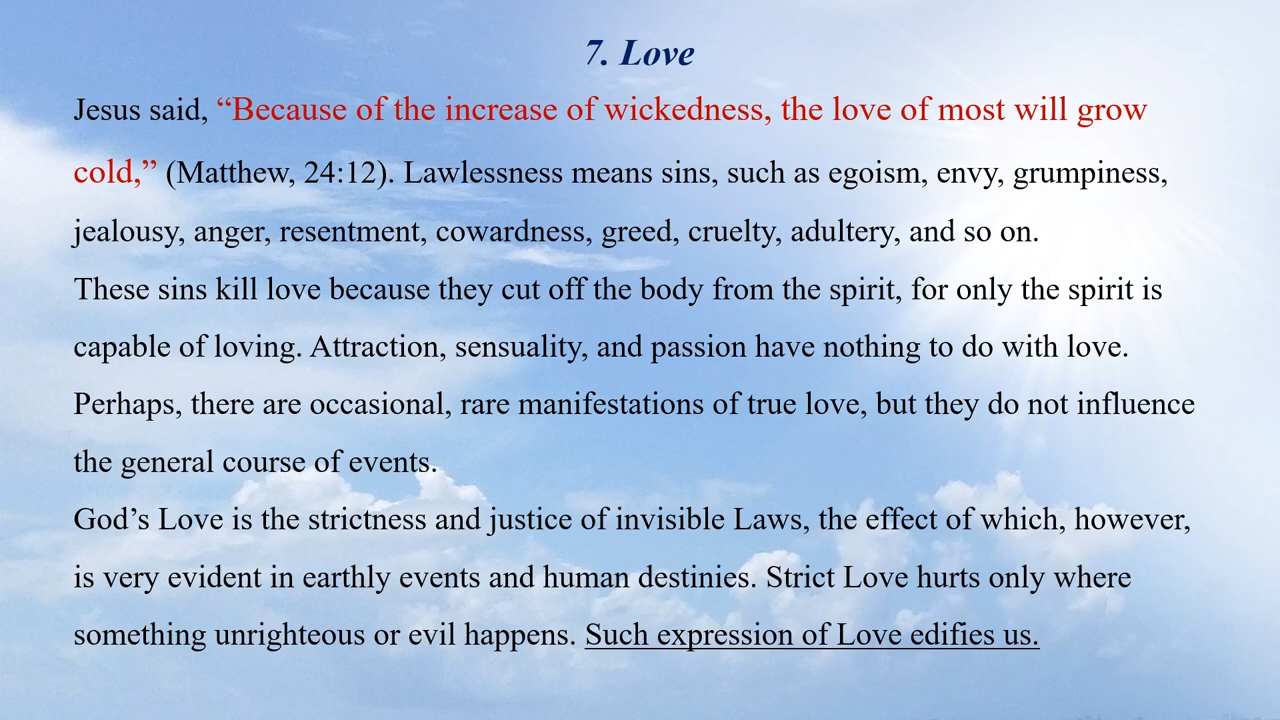 7. Love
Jesus said, “Because of the increase of wickedness, the love of most will grow
cold,” (Matthew, 24:12). Lawlessness means sins, such as egoism, envy, grumpiness,
jealousy, anger, resentment, cowardness, greed, cruelty, adultery, and so on.
These sins kill love because they cut off the body from the spirit, for only the spirit is
capable of loving. Attraction, sensuality, and passion have nothing to do with love.
Perhaps, there are occasional, rare manifestations of true love, but they do not influence
the general course of events.
God’s Love is the strictness and justice of invisible Laws, the effect of which, however,
is very evident in earthly events and human destinies. Strict Love hurts only where
something unrighteous or evil happens. Such expression of Love edifies us.